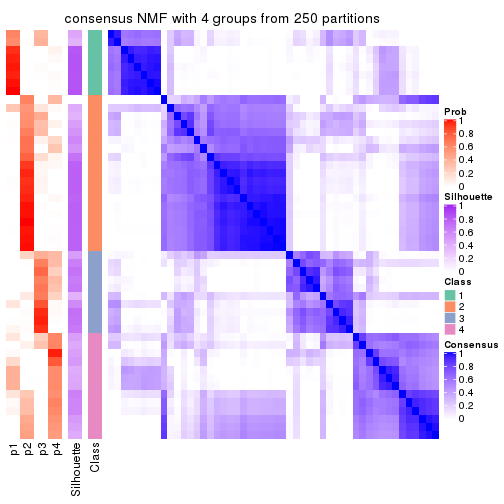 consensus NMF with 4 groups from 250 partitions
Prob
1
0.8
0.6
0.4
0.2
0
Silhouette
1
0.8
0.6
0.4
0.2
0
Class
1
2
3
4
Consensus
1
0.8
0.6
0.4
0.2
0
p1
p2
p3
p4
Silhouette
Class